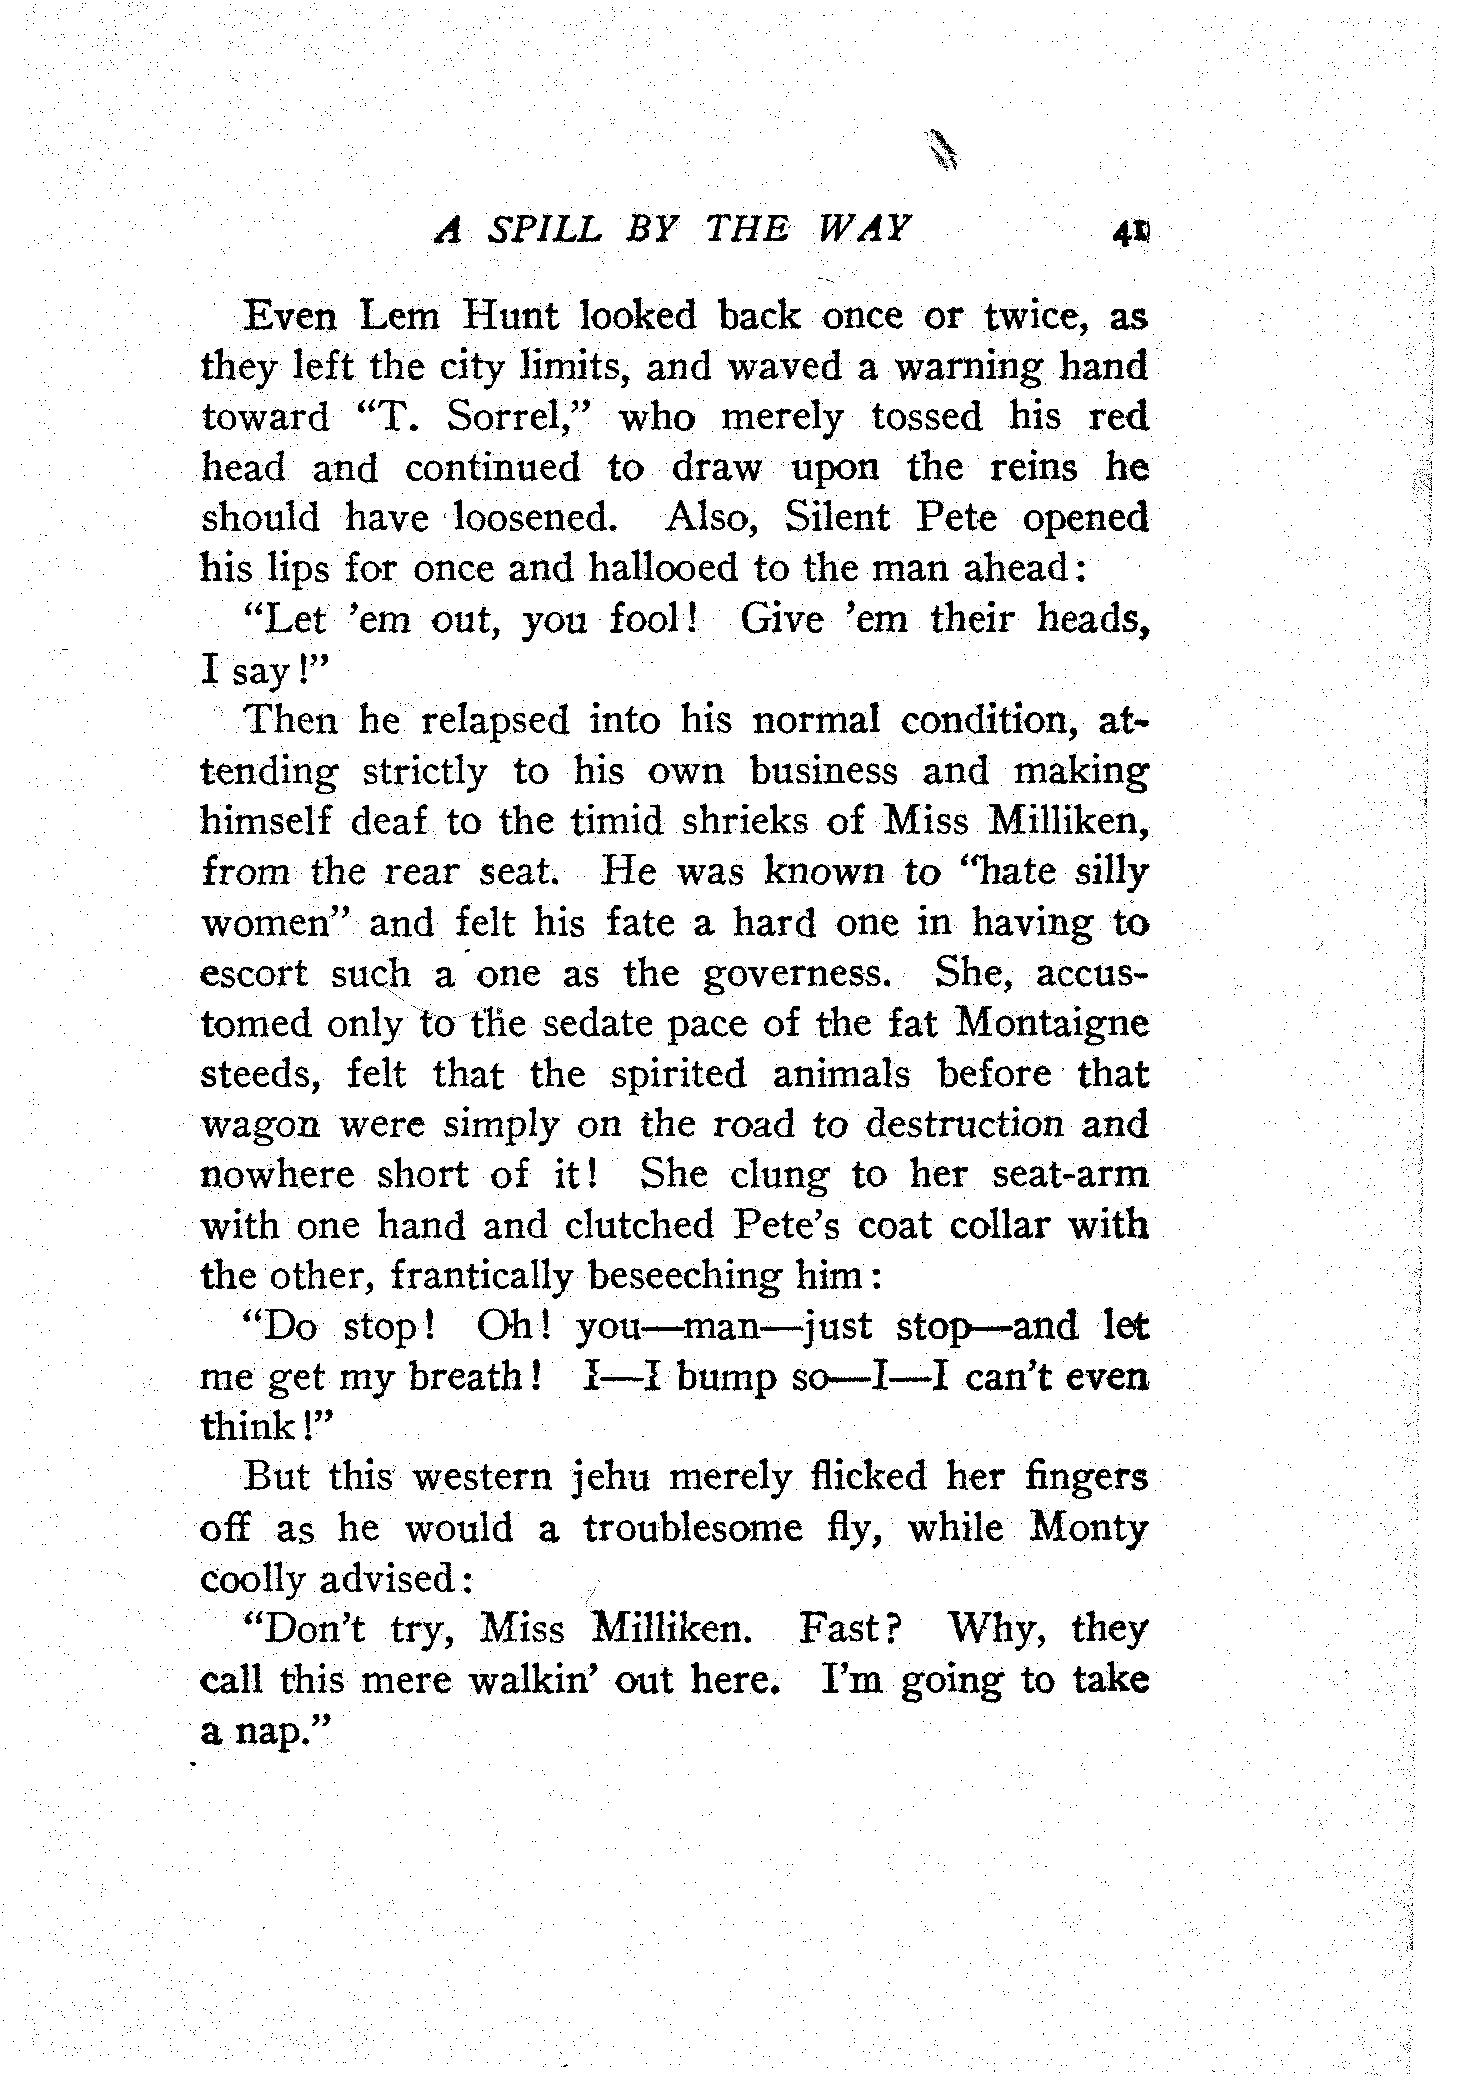 A SPILL BY THE WAY 41
Even Lem Hunt looked back once or twice, as
they left the city limits, and waved a warning hand
toward “T. Sorrel,” who merely tossed his red
head and continued to draw upon the reins he
should have loosened. Also, Silent Pete opened
his lips for once and hallooed to the man ahead:
“Let ’em out, you fool! Give ’em their heads,
I say!”
Then he relapsed into his normal condition, at-
tending strictly to his own business and making
himself deaf to the timid shrieks of Miss Milliken,
from the rear seat. He was known to “hate silly
women” and felt his fate a hard one in having to
escort such a one as the governess. She, accus-
tomed only to the sedate pace of the fat Montaigne
steeds, felt that the spirited animals before that
wagon were simply on the road to destruction and
nowhere short of it! She clung to her seat-arm
with one hand and clutched Pete’s coat collar with
the other, frantically beseeching him:
“Do stop! Oh! you—man—just stop—and let
me get my breath! I—I bump so—I—I can’t even
think!”
But this western jehu merely flicked her fingers
off as he would a troublesome fly, while Monty
coolly advised:
“Don’t try, Miss Milliken. Fast? Why, they
call this mere walkin’ out here. I’m going to take
a nap.”